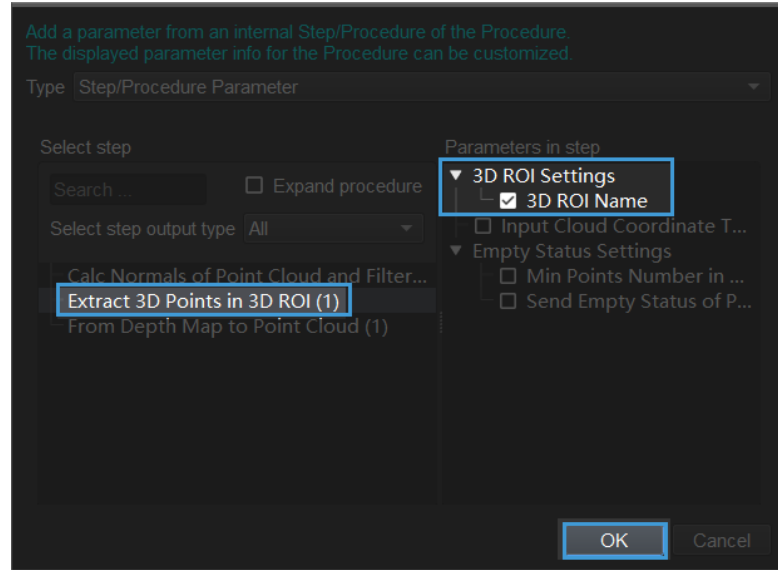 Add a parameter from an internal Step/Procedure of the Procedure.
The displayed parameter info for the Procedure can be customized.
Type Step/Procedure Parameter
Select step
Search ...
Expand procedure
Select step output type All
Calc Normals of Point Cloud and Filter...
Extract 3D Points in 3D ROI (1)
From Depth Map to Point Cloud (1)
Parameters in step
3D ROI Settings
3D ROI Name
Input Cloud Coordinate T...
Empty Status Settings
Min Points Number in ...
Send Empty Status of P...
OK
Cancel